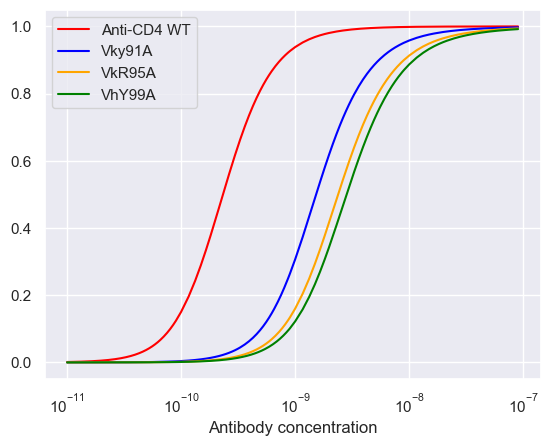 Anti-CD4 WT
Vky91A
VkR95A
VhY99A
1.0
0.8
0.6
0.4
0.2
0.0
10⁻¹¹ 10⁻¹⁰ 10⁻⁹ 10⁻⁸ 10⁻⁷
Antibody concentration